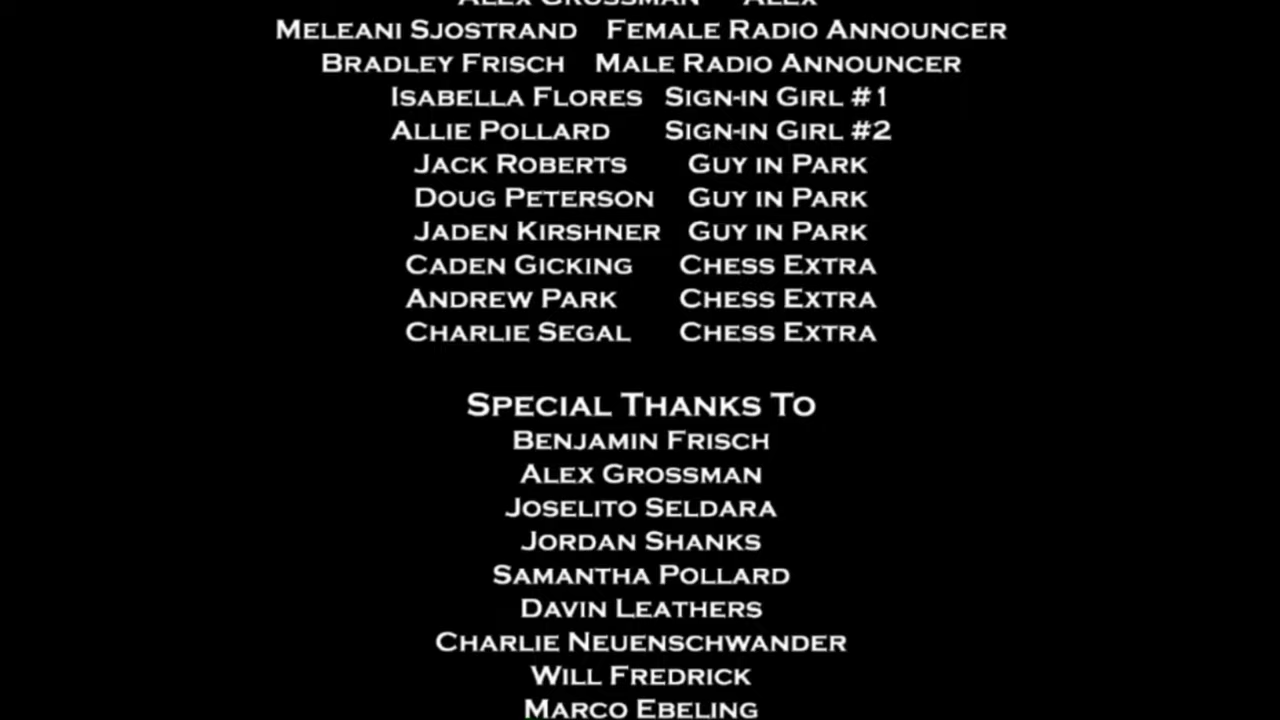 Alex Grossman Alex
Meleani Sjostrand Female Radio Announcer
Bradley Frisch Male Radio Announcer
Isabella Flores Sign-in Girl #1
Allie Pollard Sign-in Girl #2
Jack Roberts Guy in Park
Doug Peterson Guy in Park
Jaden Kirshner Guy in Park
Caden Gicking Chess Extra
Andrew Park Chess Extra
Charlie Segal Chess Extra
Special Thanks To
Benjamin Frisch
Alex Grossman
Joselito Seldara
Jordan Shanks
Samantha Pollard
Davin Leathers
Charlie Neuenschwander
Will Fredrick
Marco Ebeling